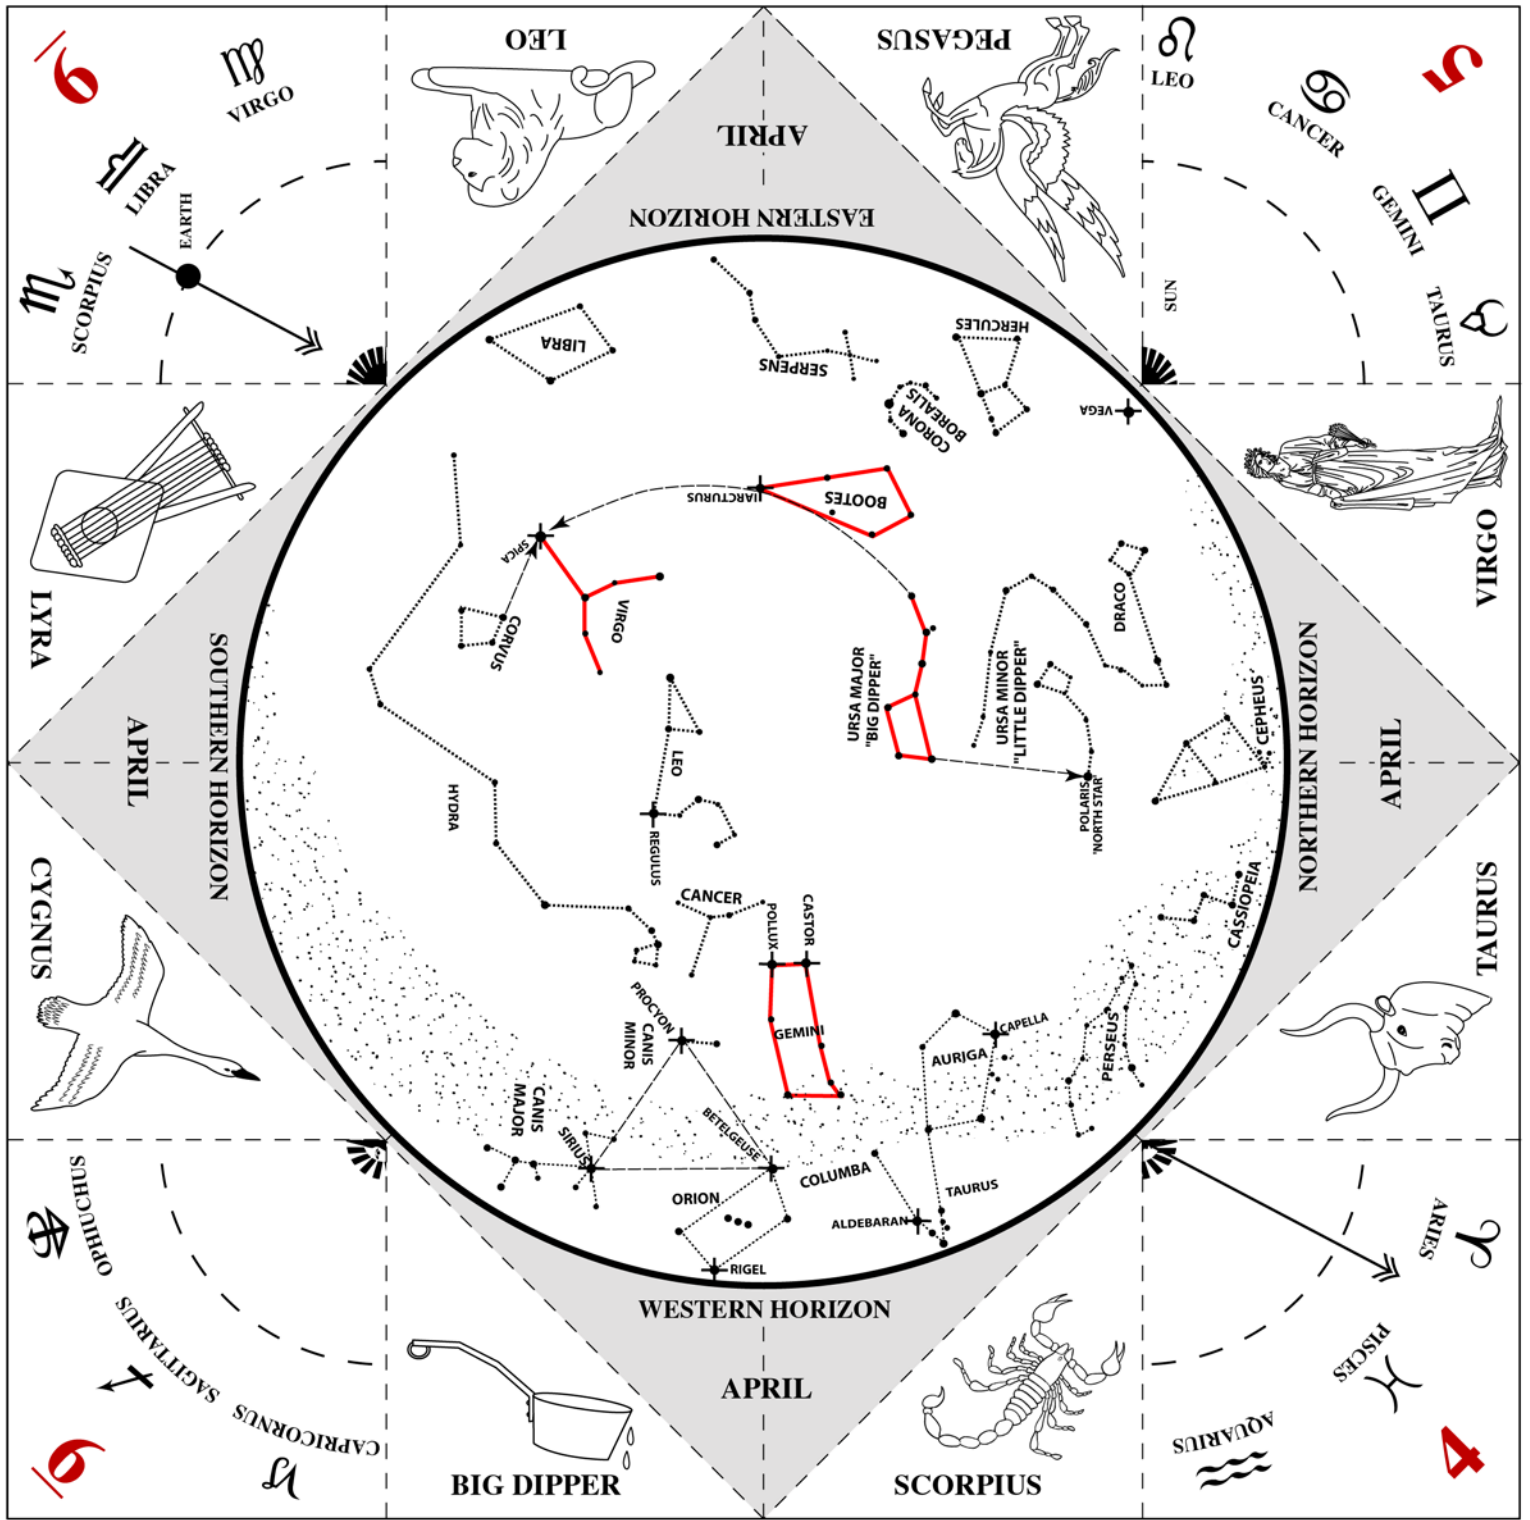 6
VIRGO
LIBRA
EARTH
SCORPIUS
LEO
PEGASUS
APRIL
EASTERN HORIZON
LEO
CANCER
GEMINI
TAURUS
SUN
5
LYRA
SOUTHERN HORIZON
APRIL
CYGNUS
VIRGO
NORTHERN HORIZON
APRIL
TAURUS
LIBRA
SERPENS
HERCULES
CORONA
BOREALIS
VEGA
ARCTURUS
BOOTES
SPICA
VIRGO
CORVUS
DRACO
URSA MAJOR
"BIG DIPPER"
URSA MINOR
"LITTLE DIPPER"
CEPHEUS
POLARIS
'NORTH STAR'
LEO
HYDRA
REGULUS
CANCER
POLLUX
CASTOR
CASSIOPEIA
PROCYON
CANIS
MINOR
GEMINI
CAPELLA
AURIGA
PERSEUS
CANIS
MAJOR
SIRIUS
BETELGEUSE
COLUMBA
TAURUS
ORION
ALDEBARAN
RIGEL
WESTERN HORIZON
APRIL
OPHIUCHUS
SAGITTARIUS
CAPRICORNUS
9
BIG DIPPER
SCORPIUS
ARIES
PISCES
AQUARIUS
4